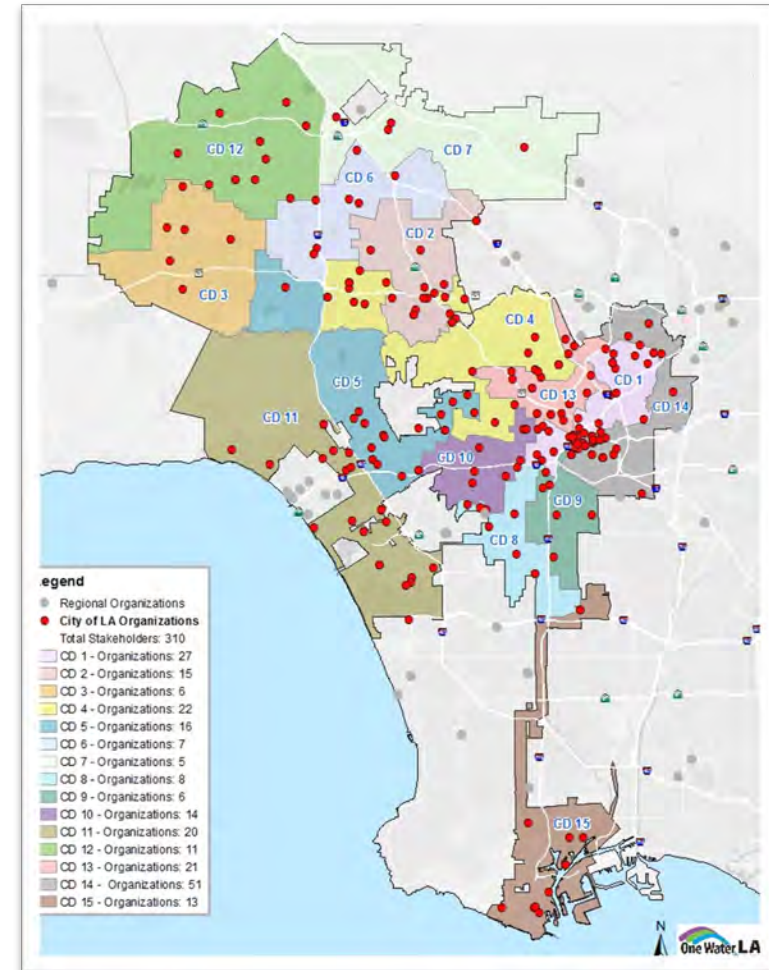 CD 12
CD 7
CD 6
CD 2
CD 3
CD 4
CD 5
CD 1
CD 13
CD 14
CD 11
CD 10
CD 9
CD 8
.egend
Regional Organizations
City of LA Organizations
Total Stakeholders: 310
CD 1 - Organizations: 27
CD 2 - Organizations: 15
CD 3 - Organizations: 6
CD 4 - Organizations: 22
CD 5 - Organizations: 16
CD 6 - Organizations: 7
CD 7 - Organizations: 5
CD 8 - Organizations: 8
CD 9 - Organizations: 6
CD 10 - Organizations: 14
CD 11 - Organizations: 20
CD 12 - Organizations: 11
CD 13 - Organizations: 21
CD 14 - Organizations: 51
CD 15 - Organizations: 13
CD 15
N
One Water LA